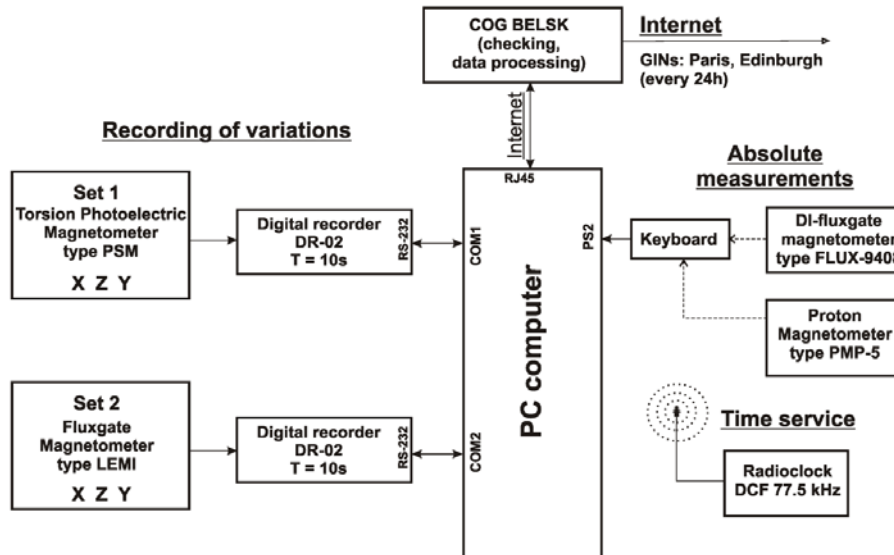 COG BELSK
(checking,
data processing)
Internet
GINs: Paris, Edinburgh
(every 24h)
Internet
Recording of variations
Set 1
Torsion Photoelectric
Magnetometer
type PSM
X Z Y
Digital recorder
DR-02
T = 10s
RS-232
COM1
RJ45
PC computer
PS2
Absolute
measurements
Keyboard
DI-fluxgate
magnetometer
type FLUX-9408
Proton
Magnetometer
type PMP-5
Set 2
Fluxgate
Magnetometer
type LEMI
X Z Y
Digital recorder
DR-02
T = 10s
RS-232
COM2
Time service
Radioclock
DCF 77.5 kHz